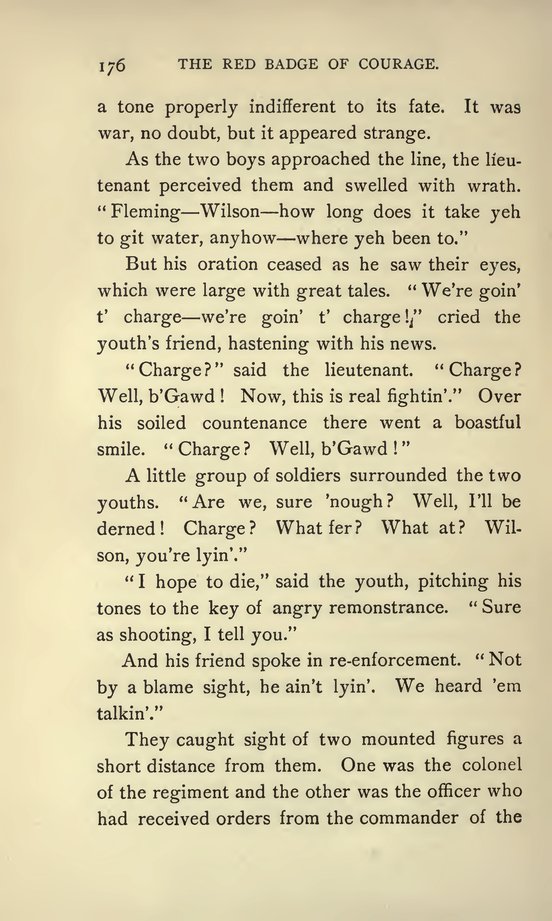 176 THE RED BADGE OF COURAGE.
a tone properly indifferent to its fate. It was
war, no doubt, but it appeared strange.
As the two boys approached the line, the lieu-
tenant perceived them and swelled with wrath.
"Fleming—Wilson—how long does it take yeh
to git water, anyhow—where yeh been to."
But his oration ceased as he saw their eyes,
which were large with great tales. "We're goin'
t' charge—we're goin' t' charge!" cried the
youth's friend, hastening with his news.
"Charge?" said the lieutenant. "Charge?
Well, b'Gawd! Now, this is real fightin'." Over
his soiled countenance there went a boastful
smile. "Charge? Well, b'Gawd!"
A little group of soldiers surrounded the two
youths. "Are we, sure 'nough? Well, I'll be
derned! Charge? What fer? What at? Wil-
son, you're lyin'."
"I hope to die," said the youth, pitching his
tones to the key of angry remonstrance. "Sure
as shooting, I tell you."
And his friend spoke in re-enforcement. "Not
by a blame sight, he ain't lyin'. We heard 'em
talkin'."
They caught sight of two mounted figures a
short distance from them. One was the colonel
of the regiment and the other was the officer who
had received orders from the commander of the